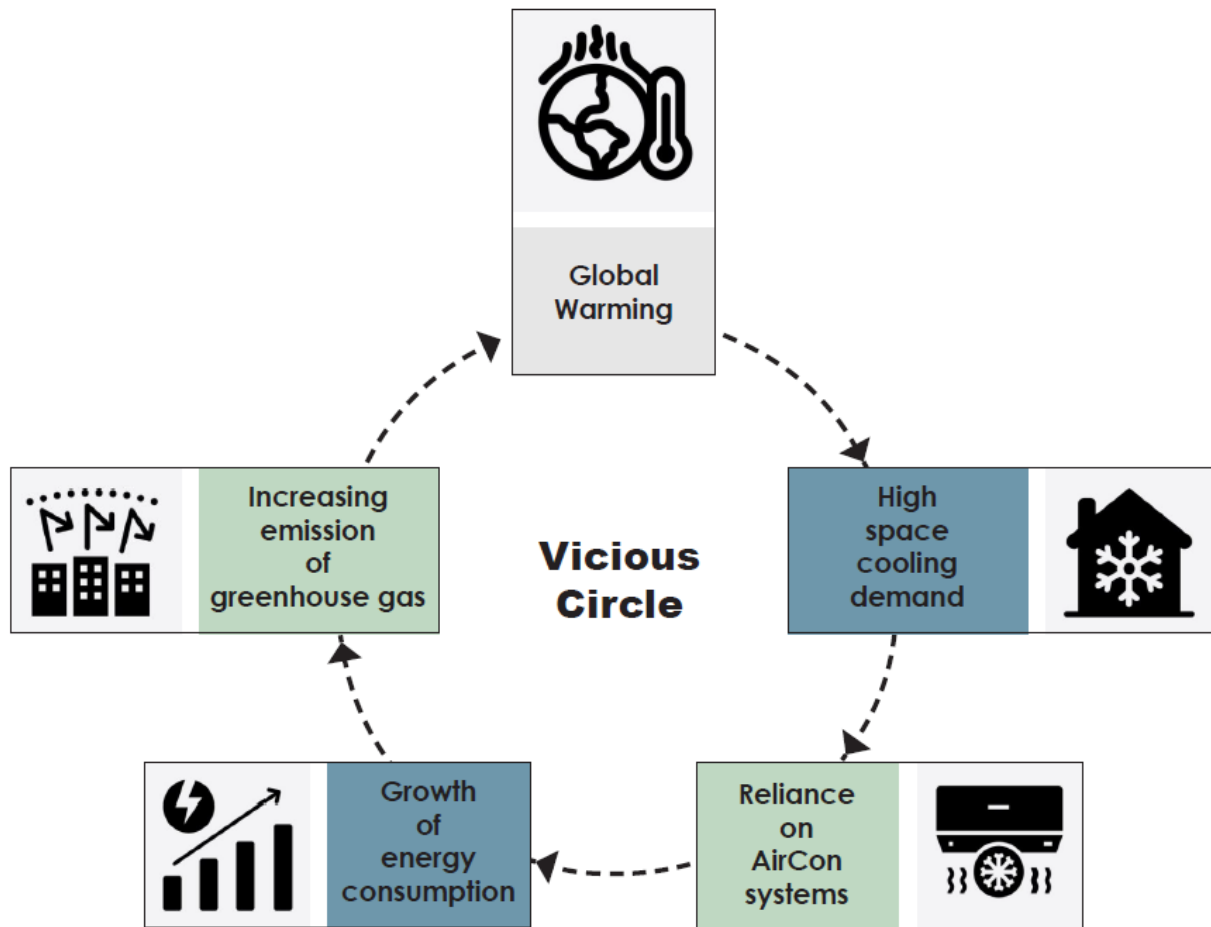 Global
Warming
High
space
cooling
demand
Reliance
on
AirCon
systems
Growth
of
energy
consumption
Increasing
emission
of
greenhouse gas
Vicious
Circle